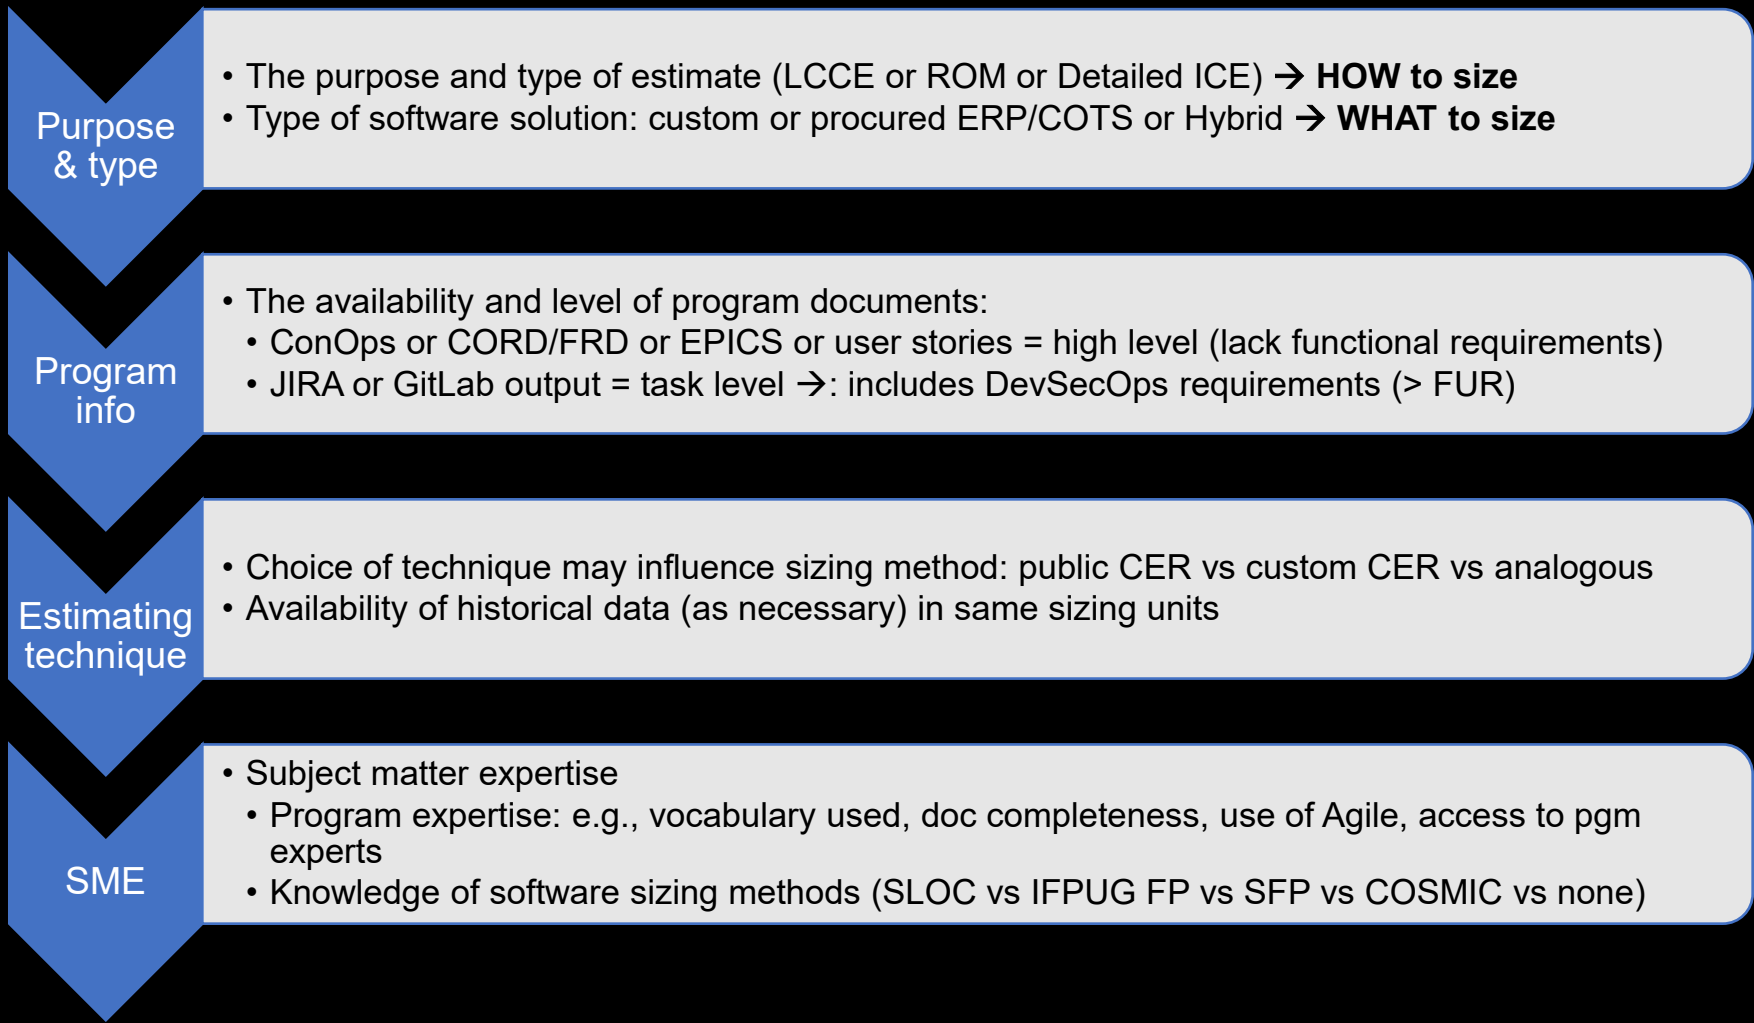 Purpose
& type
• The purpose and type of estimate (LCCE or ROM or Detailed ICE) → HOW to size
• Type of software solution: custom or procured ERP/COTS or Hybrid → WHAT to size
Program
info
• The availability and level of program documents:
• ConOps or CORD/FRD or EPICS or user stories = high level (lack functional requirements)
• JIRA or GitLab output = task level →: includes DevSecOps requirements (> FUR)
Estimating
technique
• Choice of technique may influence sizing method: public CER vs custom CER vs analogous
• Availability of historical data (as necessary) in same sizing units
SME
• Subject matter expertise
• Program expertise: e.g., vocabulary used, doc completeness, use of Agile, access to pgm
experts
• Knowledge of software sizing methods (SLOC vs IFPUG FP vs SFP vs COSMIC vs none)